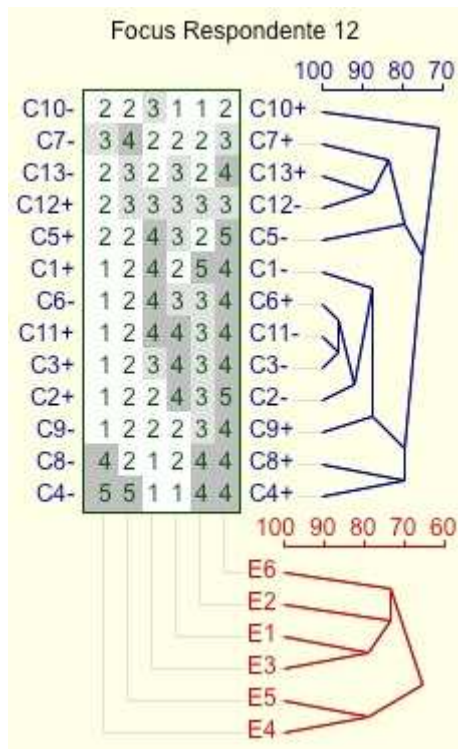 Focus Respondente 12
100 90 80 70
C10- 2 2 3 1 1 2 C10+
C7- 3 4 2 2 2 3 C7+
C13- 2 3 2 3 2 4 C13+
C12+ 2 3 3 3 3 3 C12-
C5+ 2 2 4 3 2 5 C5-
C1+ 1 2 4 2 5 4 C1-
C6- 1 2 4 3 3 4 C6+
C11+ 1 2 4 4 3 4 C11-
C3+ 1 2 3 4 3 4 C3-
C2+ 1 2 2 4 3 5 C2-
C9- 1 2 2 2 3 4 C9+
C8- 4 2 1 2 4 4 C8+
C4- 5 5 1 1 4 4 C4+
100 90 80 70 60
E6
E2
E1
E3
E5
E4